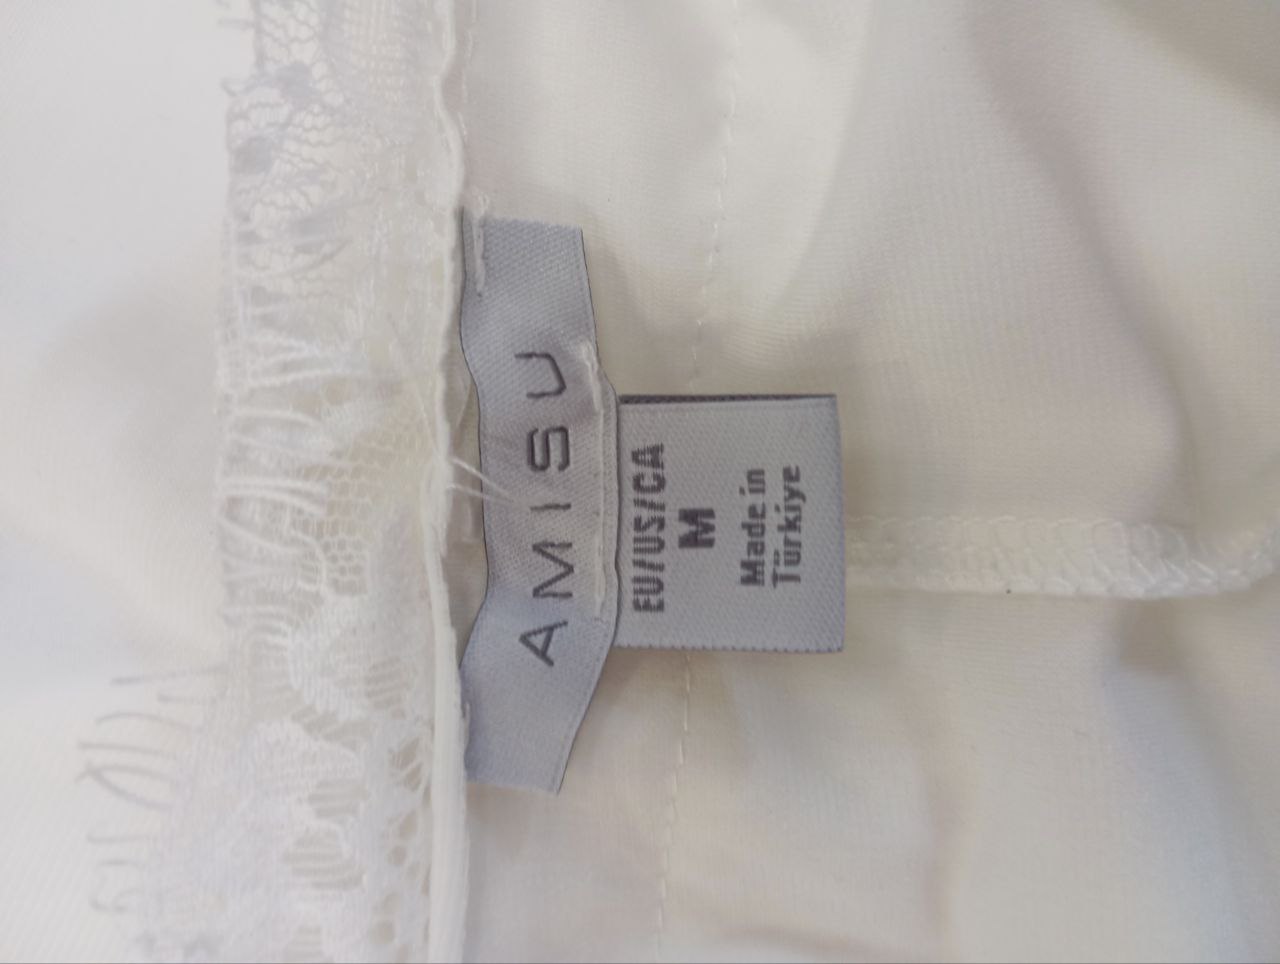 AMISU
EU/US/CA
M
Made in
Türkiye